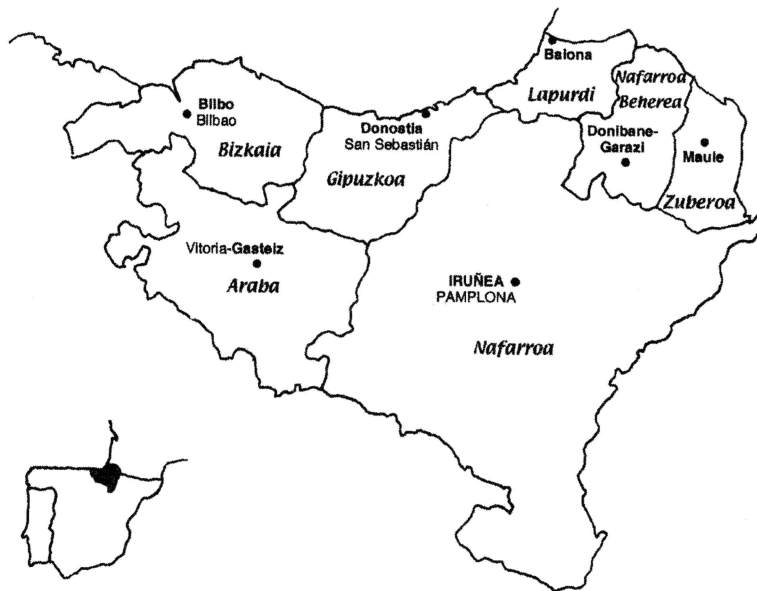 Baiona
Lapurdi
Nafarroa
Beherea
Bilbo
Bilbao
Bizkaia
Donostia
San Sebastián
Gipuzkoa
Donibane-
Garazi
Maule
Zuberoa
Vitoria-Gasteiz
Araba
IRUÑEA
PAMPLONA
Nafarroa